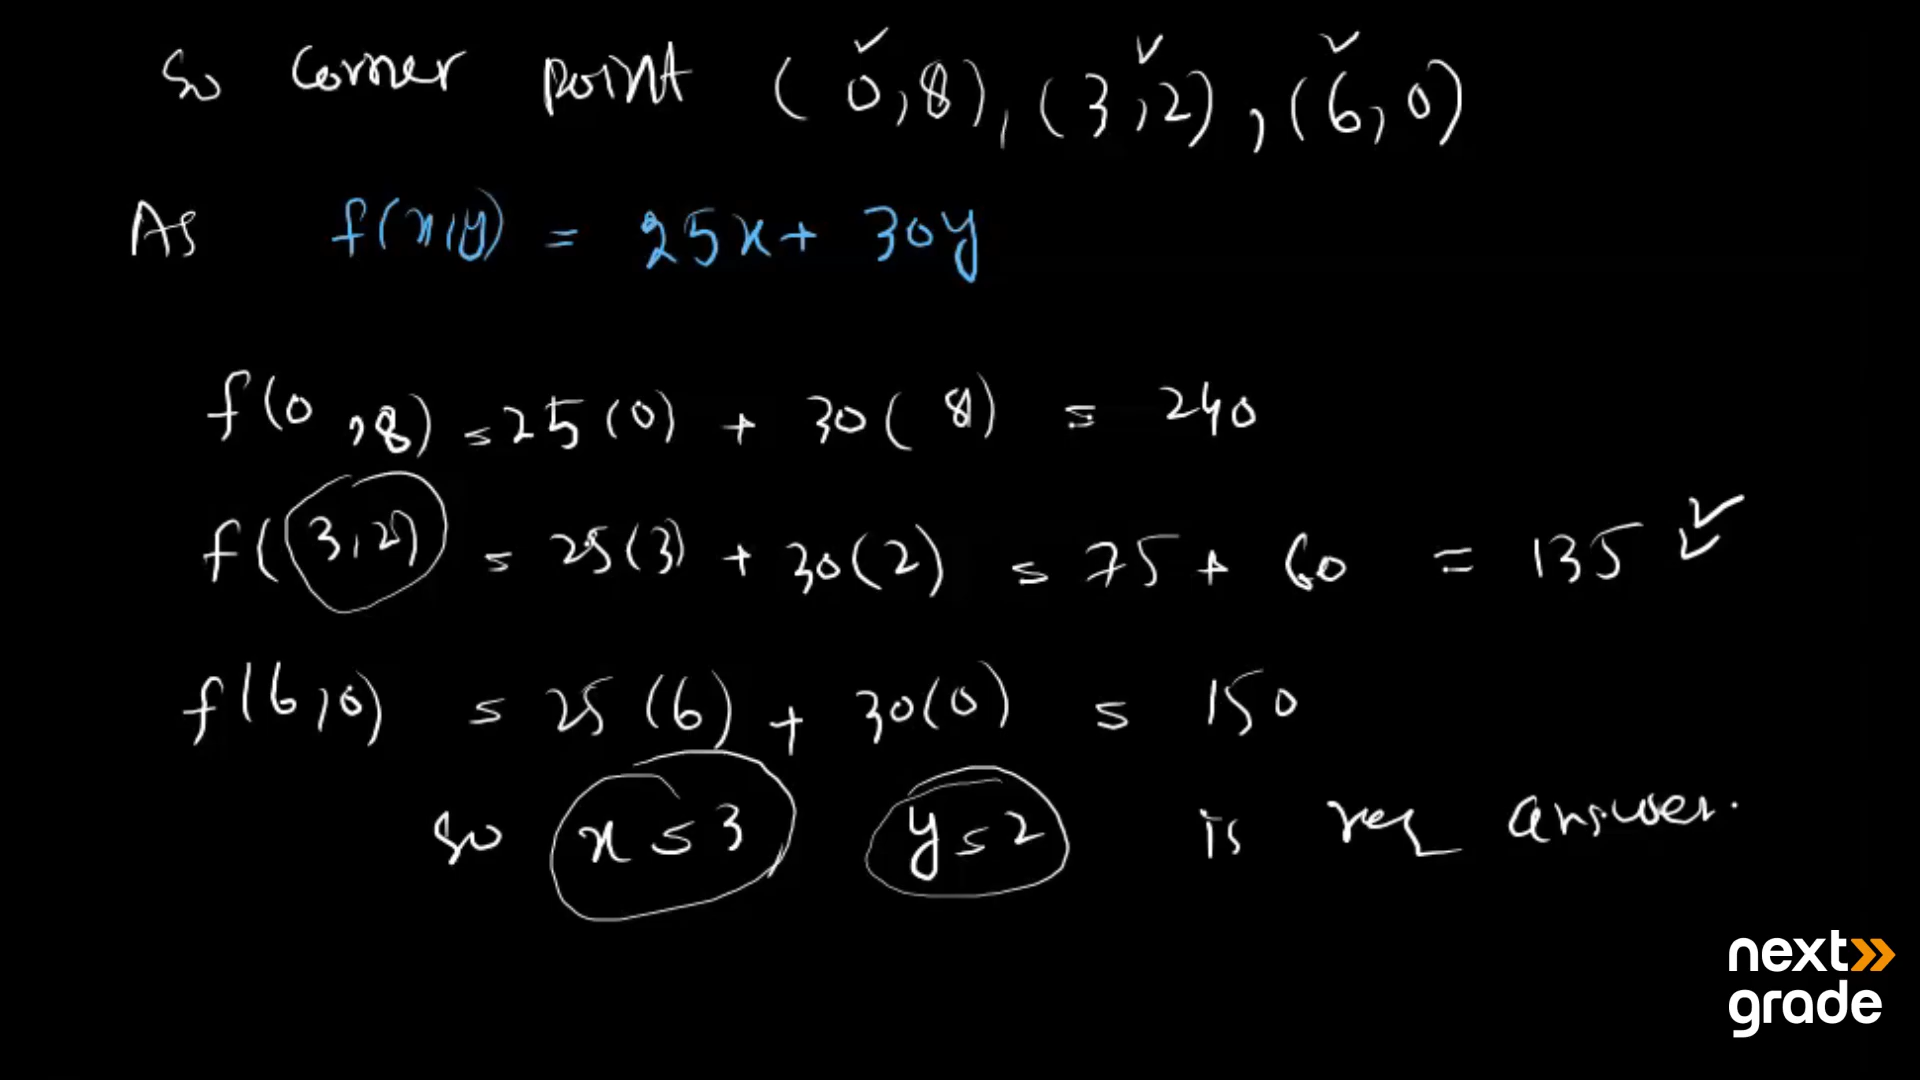 So Corner point (0,8), (3,2), (6,0)
As f(x,y) = 25x + 30y
f(0,8) = 25(0) + 30(8) = 240
f(3,2) = 25(3) + 30(2) = 75 + 60 = 135
f(6,0) = 25(6) + 30(0) = 150
so x = 3 y = 2 is req answer.
next
grade